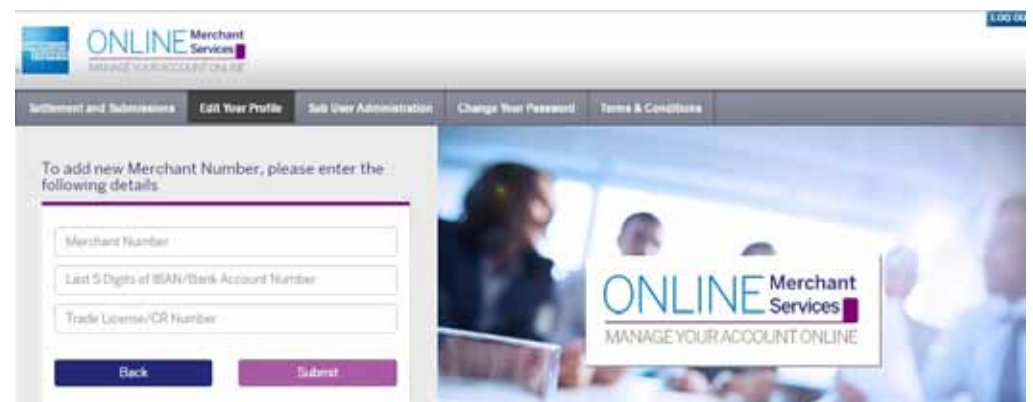 LOG OU
ONLINE Merchant Services
MANAGE YOUR ACCOUNT ONLINE
Settlement and Submissions Edit Your Profile Sub User Administration Change Your Password Terms & Conditions
To add new Merchant Number, please enter the
following details
Merchant Number
Last 5 Digits of IBAN/Bank Account Number
Trade License/CR Number
Back Submit
ONLINE Merchant Services
MANAGE YOUR ACCOUNT ONLINE